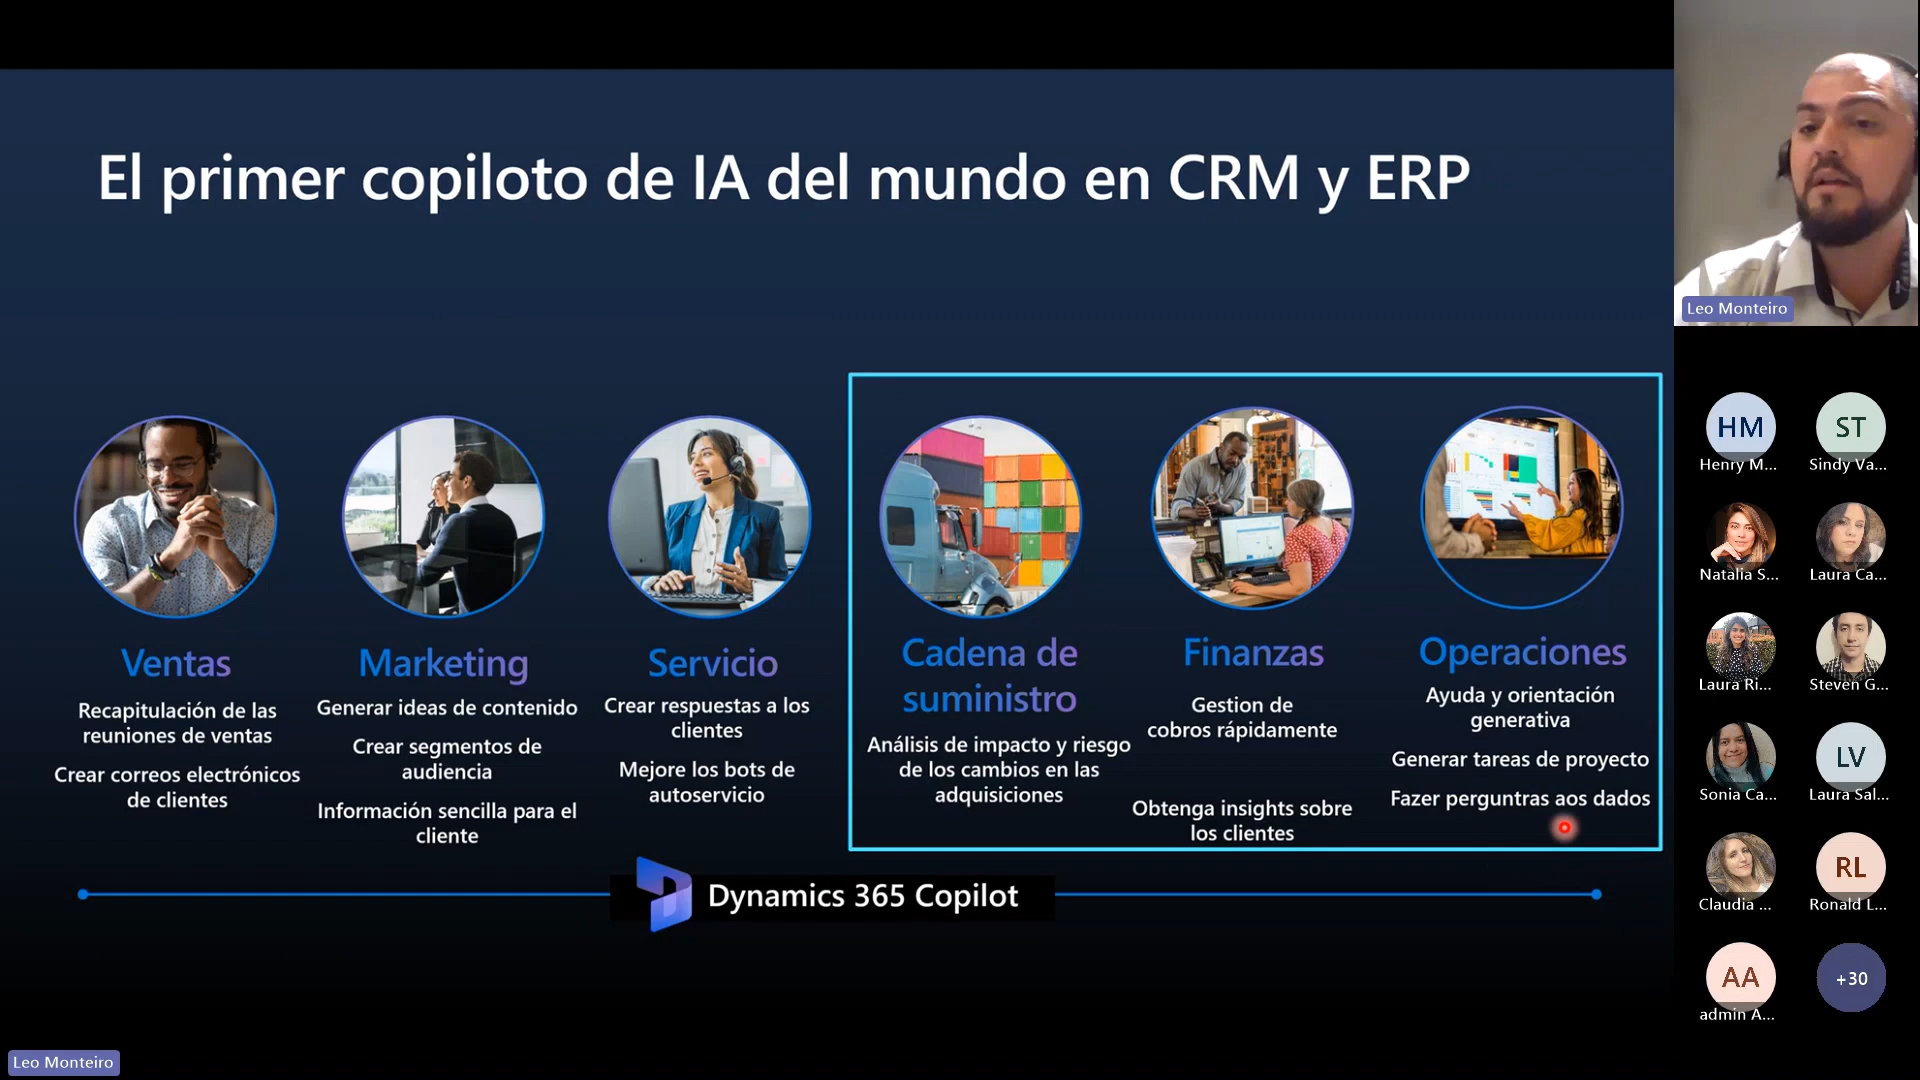 El primer copiloto de IA del mundo en CRM y ERP
Ventas
Recapitulación de las
reuniones de ventas
Crear correos electrónicos
de clientes
Marketing
Generar ideas de contenido
Crear segmentos de
audiencia
Información sencilla para el
cliente
Servicio
Crear respuestas a los
clientes
Mejore los bots de
autoservicio
Cadena de
suministro
Análisis de impacto y riesgo
de los cambios en las
adquisiciones
Finanzas
Gestion de
cobros rápidamente
Obtenga insights sobre
los clientes
Operaciones
Ayuda y orientación
generativa
Generar tareas de proyecto
Fazer perguntras aos dados
Dynamics 365 Copilot
Leo Monteiro
Leo Monteiro
HM
Henry M...
ST
Sindy Va...
Natalia S...
Laura Ca...
Laura Ri...
Steven G...
Sonia Ca...
LV
Laura Sal...
Claudia ...
RL
Ronald L...
AA
admin A...
+30